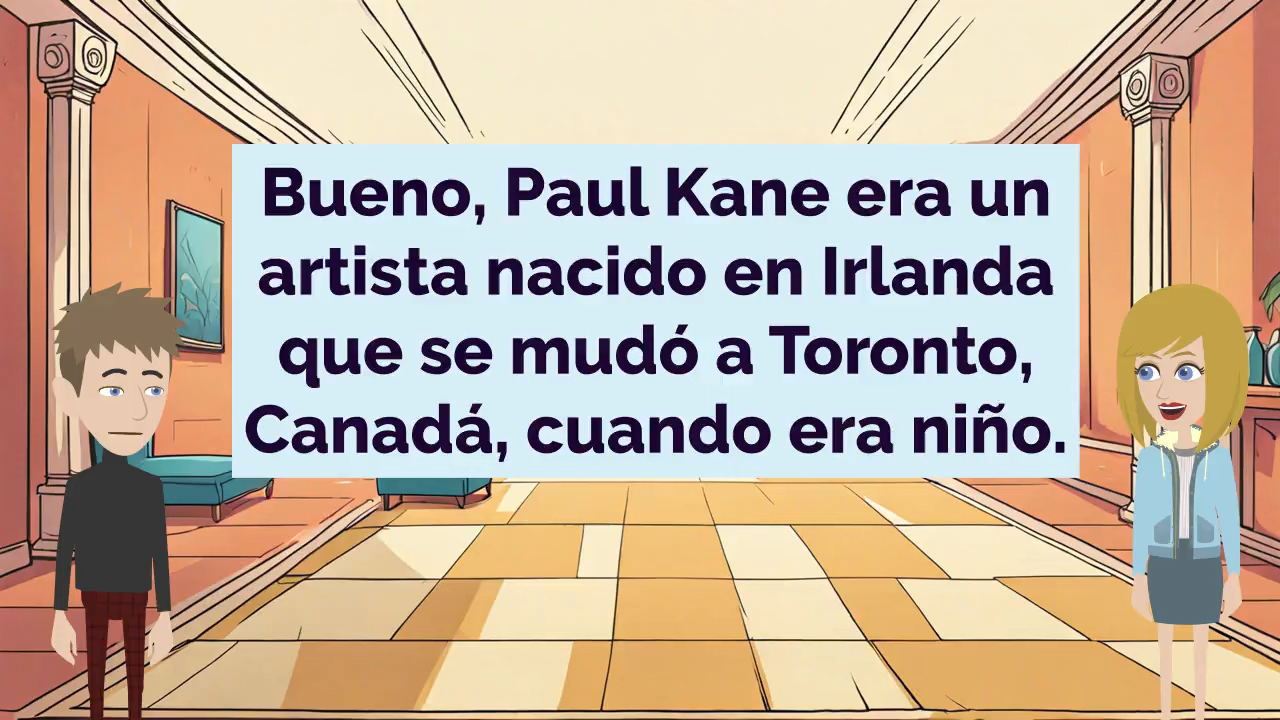 Bueno, Paul Kane era un
artista nacido en Irlanda
que se mudó a Toronto,
Canadá, cuando era niño.